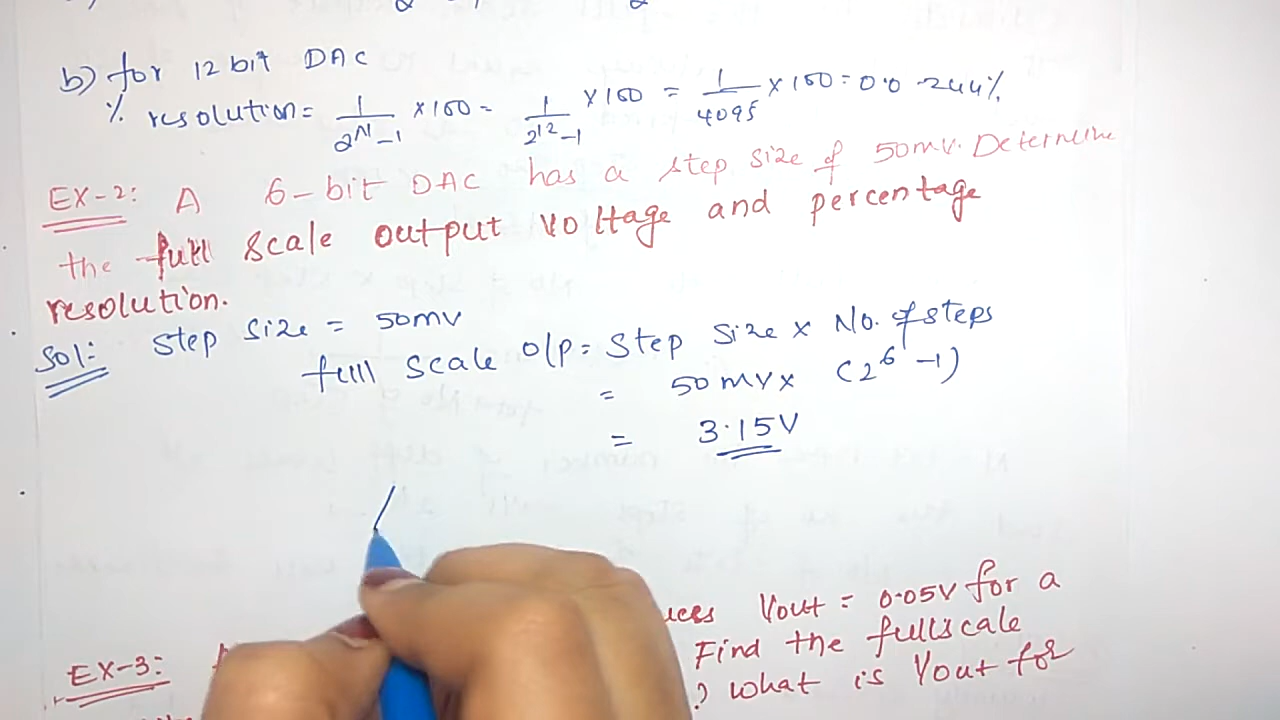 b) for 12 bit DAC
% resolution = 1/2^N-1 × 100 = 1/2^12-1 × 100 = 1/4095 × 100 = 0.0244%
EX-2: A 6-bit DAC has a step size of 50mV. Determine
the full scale output voltage and percentage
resolution.
Sol: Step size = 50mV
full scale o/p = Step size × No. of steps
= 50mV × (2^6 -1)
= 3.15V
Vout = 0.05V for a
EX-3: Find the fullscale
? What is Vout for